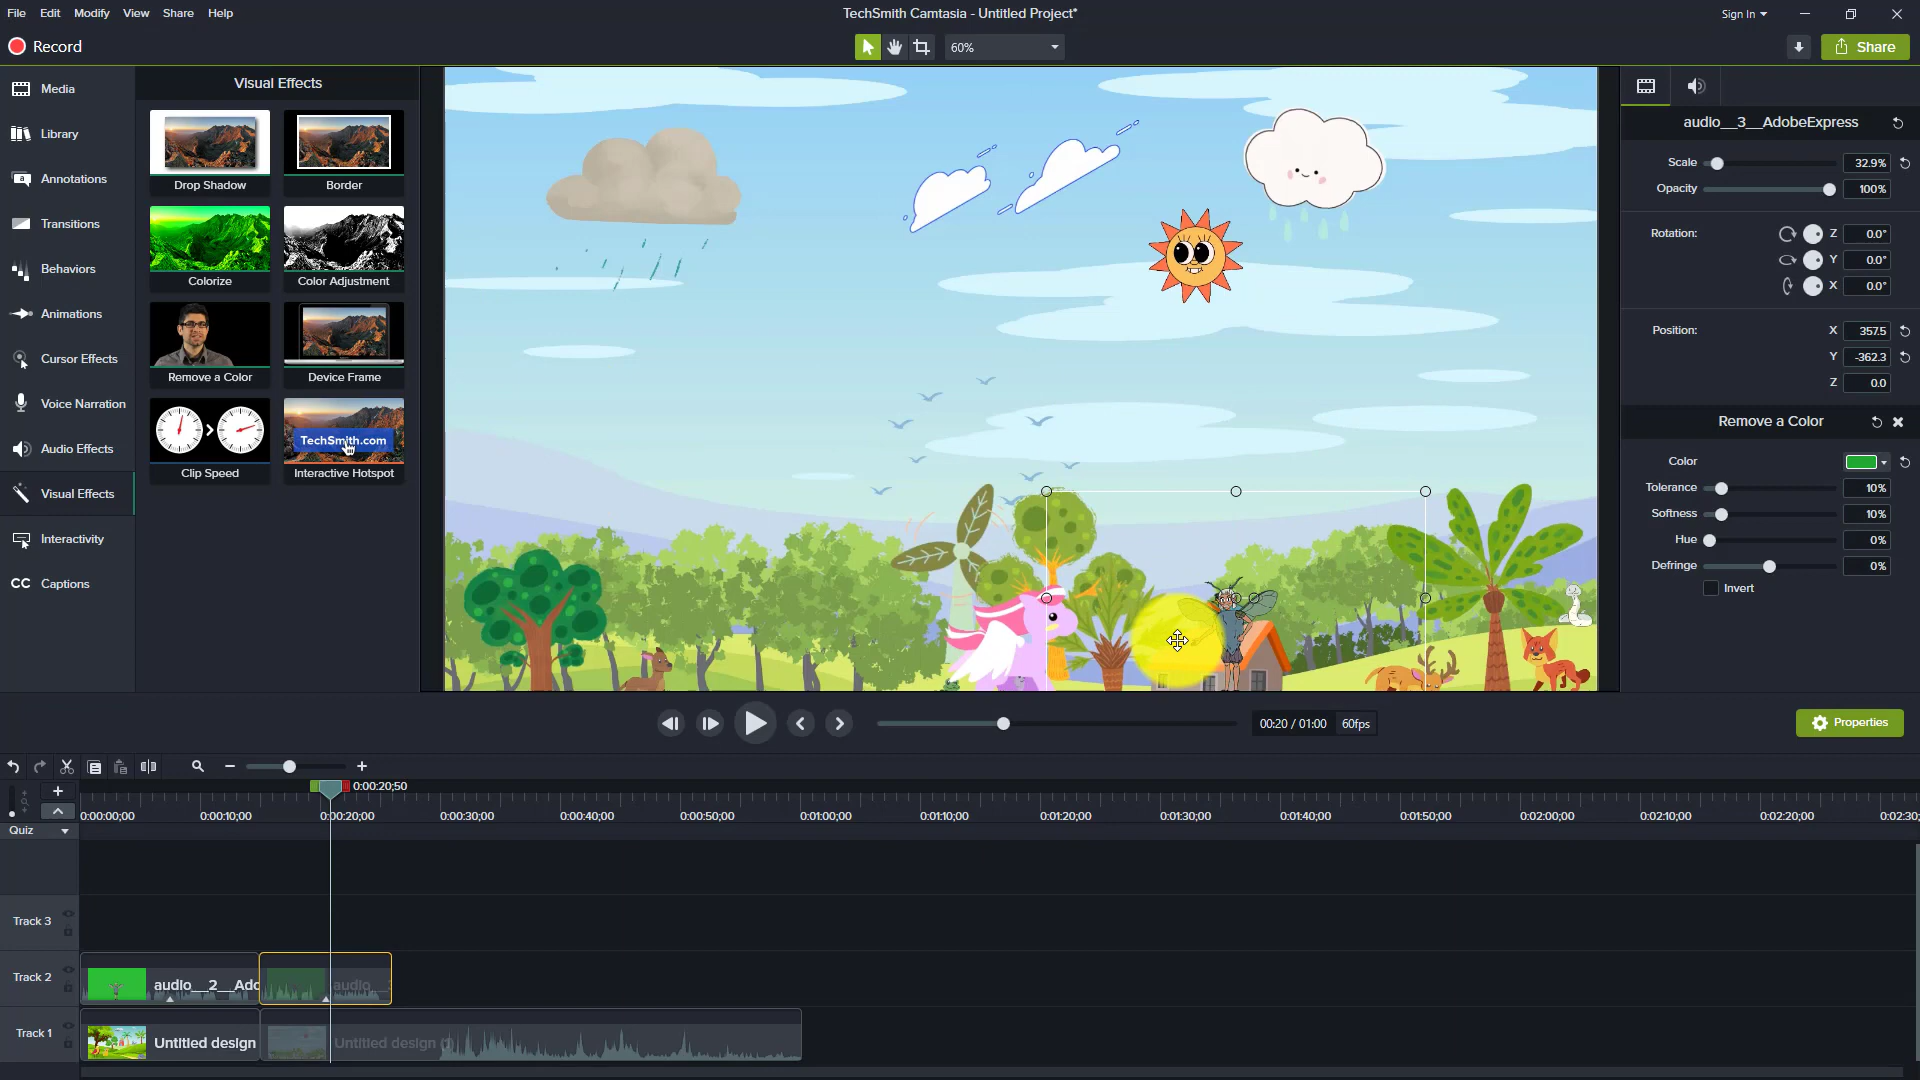 File Edit Modify View Share Help
TechSmith Camtasia - Untitled Project*
Sign In
Record
60%
Share
Media
Library
Annotations
Transitions
Behaviors
Animations
Cursor Effects
Voice Narration
Audio Effects
Visual Effects
Interactivity
CC Captions
Visual Effects
Drop Shadow
Border
Colorize
Color Adjustment
Remove a Color
Device Frame
Clip Speed
TechSmith.com
Interactive Hotspot
audio__3__AdobeExpress
Scale 32.9%
Opacity 100%
Rotation: Z 0.0°
Y 0.0°
X 0.0°
Position: X 357.5
Y -362.3
Z 0.0
Remove a Color
Color
Tolerance 10%
Softness 10%
Hue 0%
Defringe 0%
Invert
00:20 / 01:00 60fps
Properties
0:00:20;50
0:00:00;00 0:00:10;00 0:00:20;00 0:00:30;00 0:00:40;00 0:00:50;00 0:01:00;00 0:01:10;00 0:01:20;00 0:01:30;00 0:01:40;00 0:01:50;00 0:02:00;00 0:02:10;00 0:02:20;00 0:02:30;
Quiz
Track 3
Track 2
audio__2__Ado
audio_
Track 1
Untitled design
Untitled design (